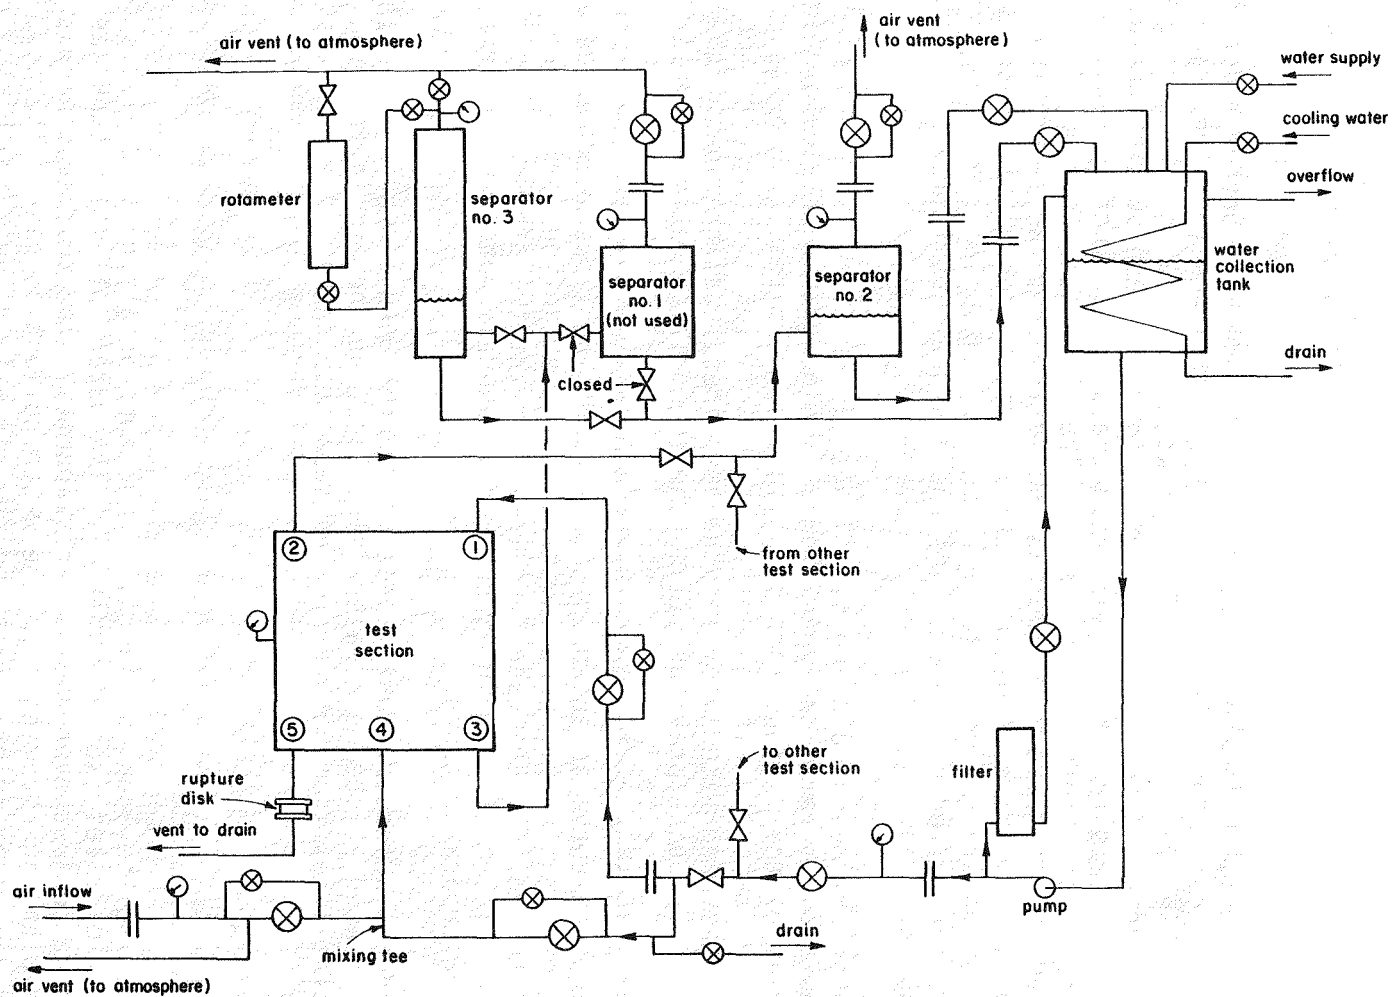 air vent (to atmosphere)
air vent
(to atmosphere)
water supply
cooling water
overflow
rotameter
separator
no. 3
separator
no. 1
(not used)
separator
no. 2
water
collection
tank
closed
drain
from other
test section
2
1
test
section
5
4
3
rupture
disk
vent to drain
to other
test section
filter
air inflow
pump
mixing tee
drain
air vent (to atmosphere)